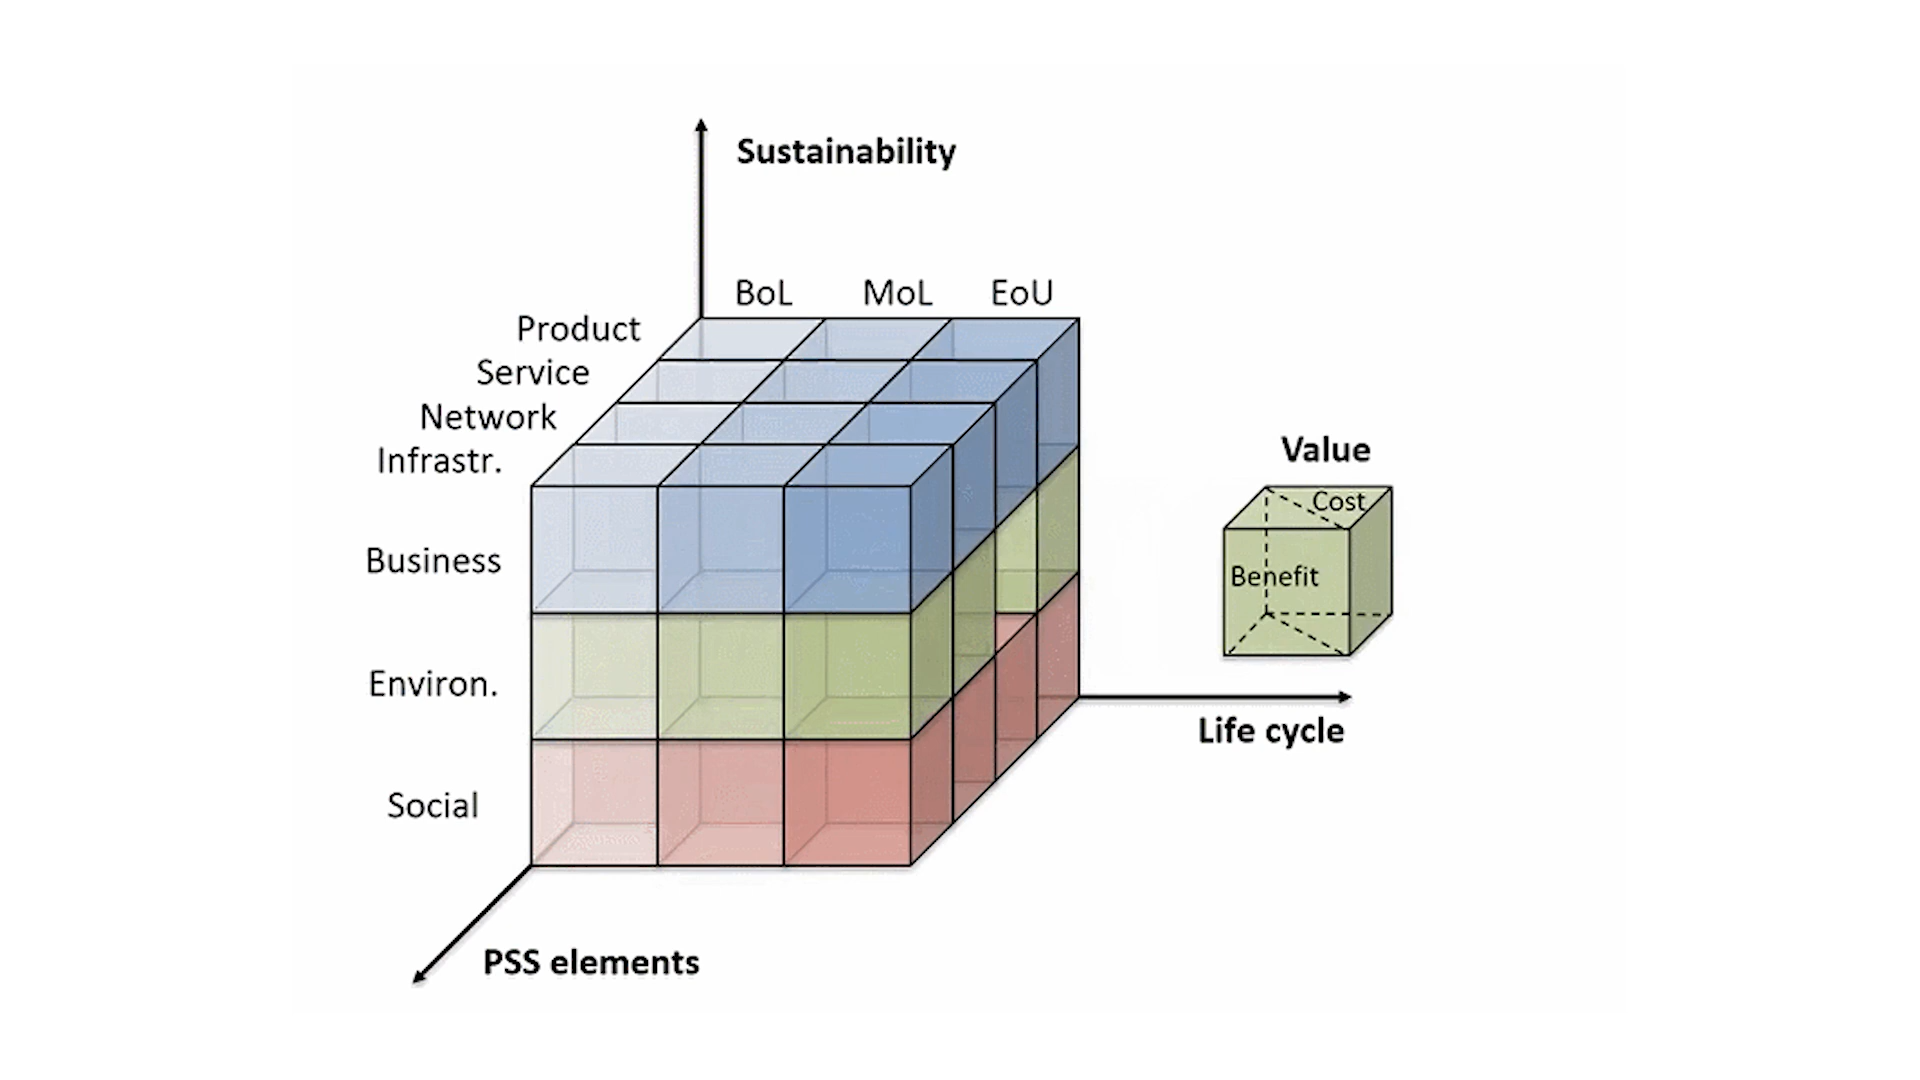 Sustainability
BoL MoL EoU
Product
Service
Network
Infrastr.
Business
Environ.
Social
PSS elements
Life cycle
Value
Cost
Benefit